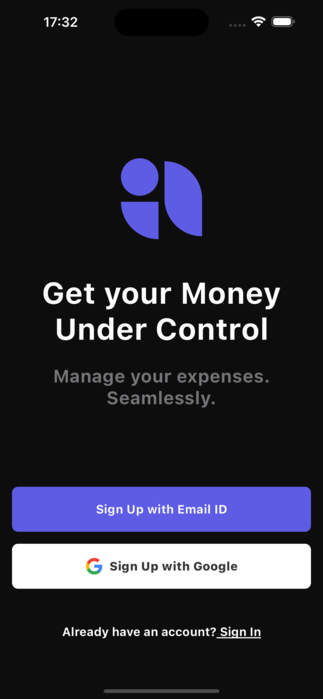 17:32
Get your Money
Under Control
Manage your expenses.
Seamlessly.
Sign Up with Email ID
Sign Up with Google
Already have an account? Sign In